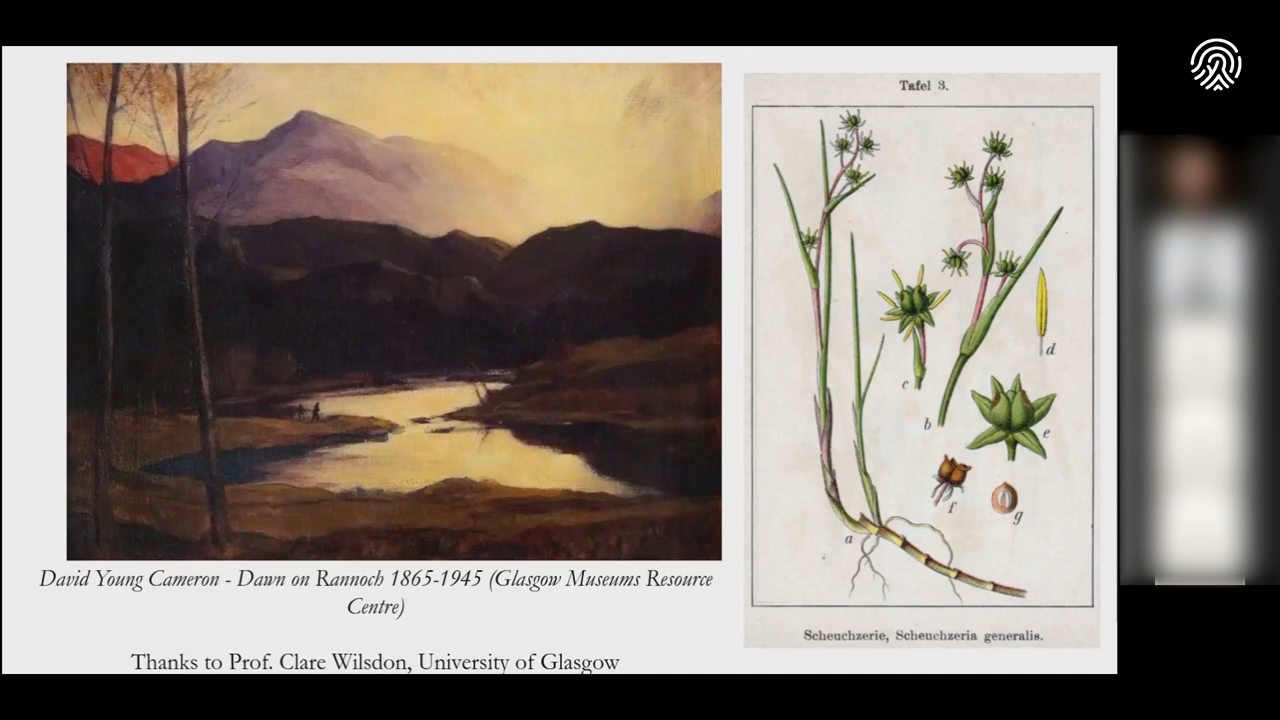 David Young Cameron - Dawn on Rannoch 1865-1945 (Glasgow Museums Resource
Centre)
Thanks to Prof. Clare Wilsdon, University of Glasgow
Tafel 3.
a
b
c
d
e
f
g
Scheuchzerie, Scheuchzeria generalis.